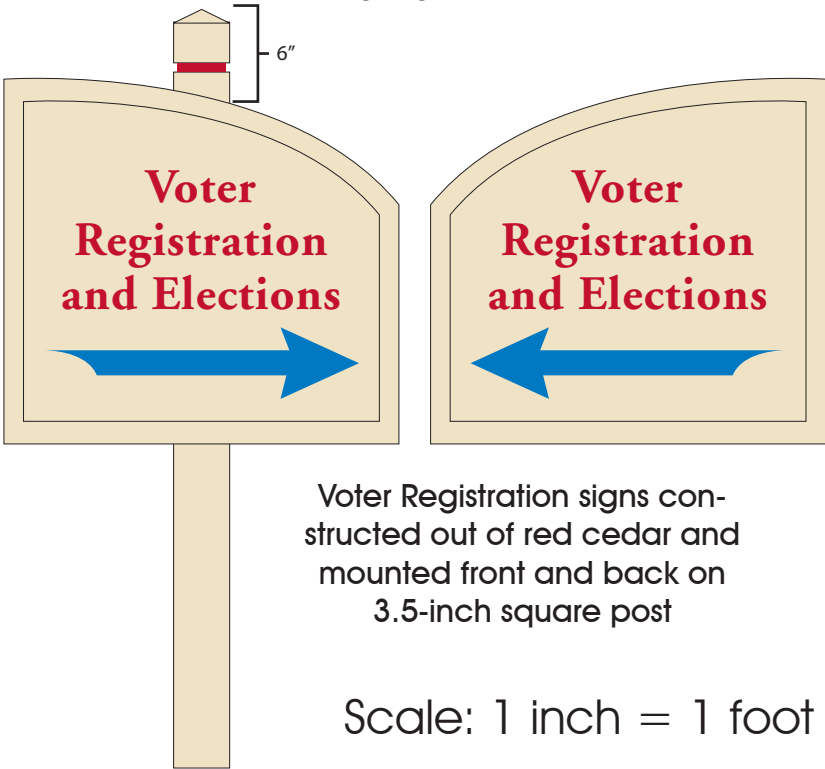 6”
Voter
Registration
and Elections
Voter
Registration
and Elections
Voter Registration signs con-
structed out of red cedar and
mounted front and back on
3.5-inch square post
Scale: 1 inch = 1 foot